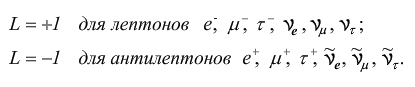 L = +1 для лептонов e⁻, μ⁻, τ⁻, νₑ, ν_μ, ν_τ;
L = −1 для антилептонов e⁺, μ⁺, τ⁺, ν̃ₑ, ν̃_μ, ν̃_τ.